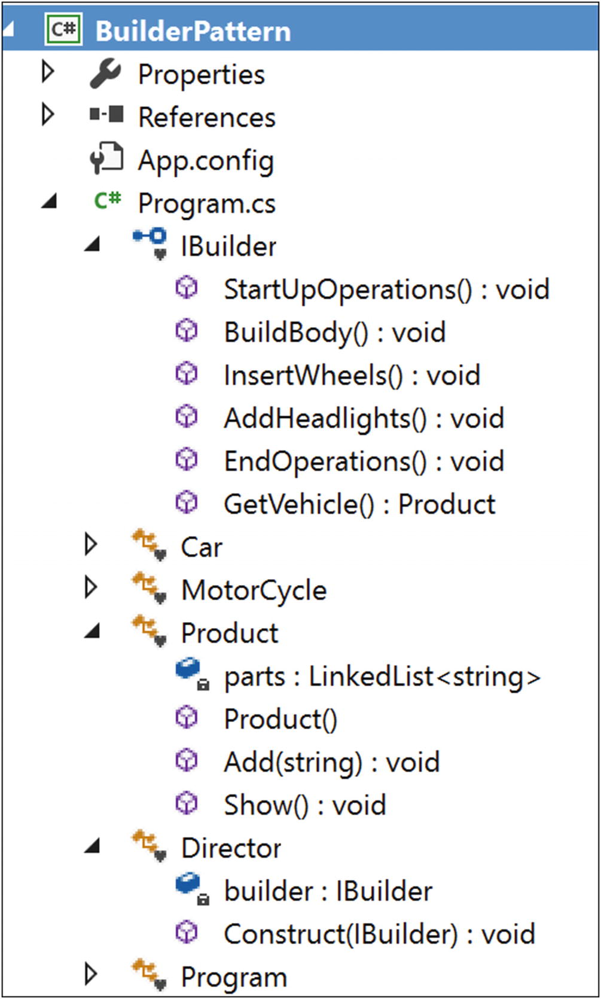 C# BuilderPattern
Properties
References
App.config
C# Program.cs
IBuilder
StartUpOperations() : void
BuildBody() : void
InsertWheels() : void
AddHeadlights() : void
EndOperations() : void
GetVehicle() : Product
Car
MotorCycle
Product
parts : LinkedList<string>
Product()
Add(string) : void
Show() : void
Director
builder : IBuilder
Construct(IBuilder) : void
Program